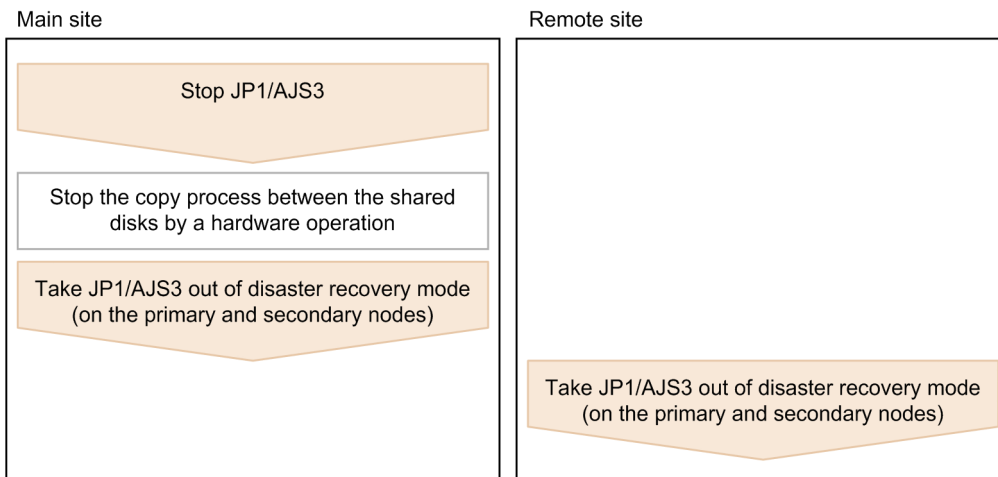 Main site
Stop JP1/AJS3
Stop the copy process between the shared
disks by a hardware operation
Take JP1/AJS3 out of disaster recovery mode
(on the primary and secondary nodes)
Remote site
Take JP1/AJS3 out of disaster recovery mode
(on the primary and secondary nodes)